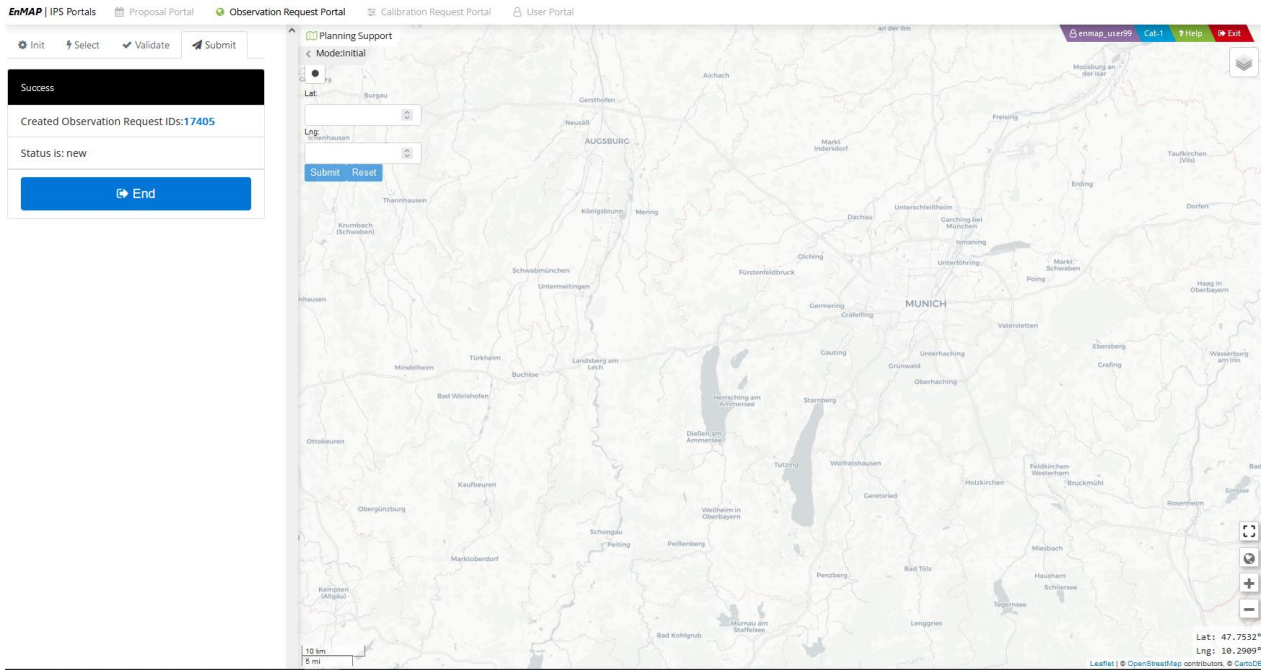 EnMAP | IPS Portals
Proposal Portal
Observation Request Portal
Calibration Request Portal
User Portal
Init
Select
Validate
Submit
Success
Created Observation Request IDs:17405
Status is: new
End
Planning Support
Mode:Initial
Lat:
Lng:
Submit
Reset
enmap_user99
Cat-1
? Help
Exit
an der Ilm
Aichach
Moosburg an
der Isar
Burgau
Gersthofen
Neusäß
Freising
AUGSBURG
Markt
Indersdorf
Taufkirchen
(Vils)
Ichenhausen
Erding
Thannhausen
Königsbrunn
Mering
Dachau
Unterschleißheim
Garching bei
München
Dorfen
Krumbach
(Schwaben)
Ismaning
Olching
Unterföhring
Markt
Schwaben
Schwabmünchen
Fürstenfeldbruck
Poing
Haag in
Oberbayern
Untermeitingen
nhausen
Germering
MUNICH
Gräfelfing
Vaterstetten
Ebersberg
Türkheim
Landsberg am
Lech
Gauting
Unterhaching
Wasserburg
am Inn
Mindelheim
Buchloe
Grünwald
Grafing
Oberhaching
Bad Wörishofen
Herrsching am
Ammersee
Starnberg
Dießen am
Ammersee
Ottobeuren
Tutzing
Wolfratshausen
Feldkirchen-
Westerham
Bad
Kaufbeuren
Holzkirchen
Bruckmühl
Simssee
Geretsried
Rosenheim
Obergünzburg
Weilheim in
Oberbayern
Schongau
Peiting
Peißenberg
Miesbach
Marktoberdorf
Penzberg
Bad Tölz
Hausham
Schliersee
Kempten
(Allgäu)
Tegernsee
Murnau am
Staffelsee
Lenggries
Bad Kohlgrub
10 km
5 mi
Lat: 47.7532°
Lng: 10.2909°
Leaflet | © OpenStreetMap contributors, © CartoDB